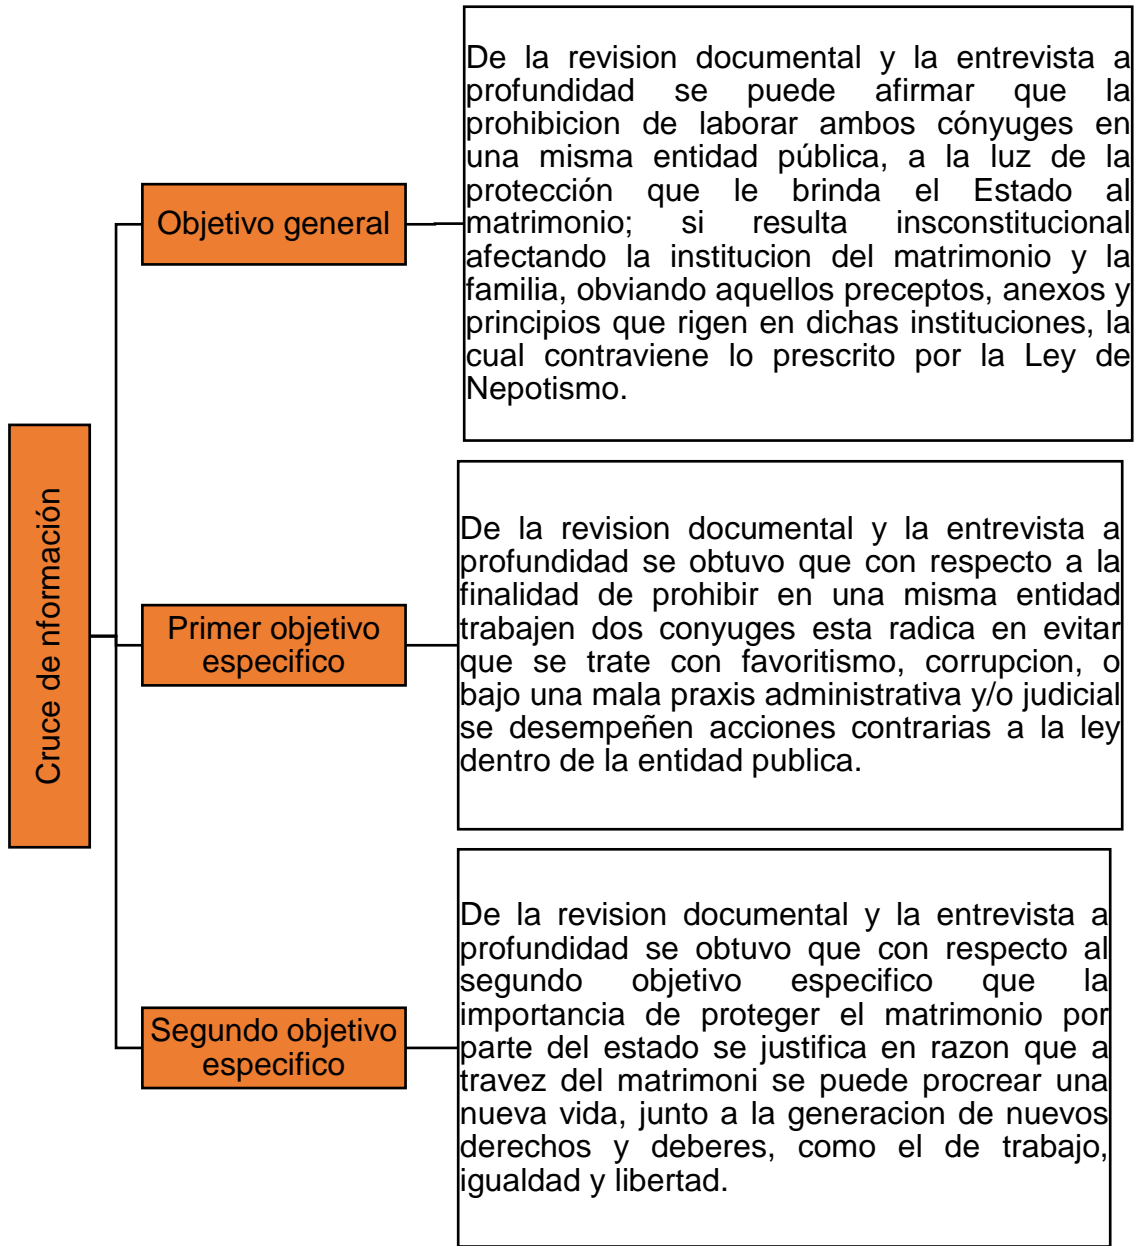 Cruce de nformación
Objetivo general
De la revision documental y la entrevista a
profundidad se puede afirmar que la
prohibicion de laborar ambos cónyuges en
una misma entidad pública, a la luz de la
protección que le brinda el Estado al
matrimonio; si resulta insconstitucional
afectando la institucion del matrimonio y la
familia, obviando aquellos preceptos, anexos y
principios que rigen en dichas instituciones, la
cual contraviene lo prescrito por la Ley de
Nepotismo.
Primer objetivo
especifico
De la revision documental y la entrevista a
profundidad se obtuvo que con respecto a la
finalidad de prohibir en una misma entidad
trabajen dos conyuges esta radica en evitar
que se trate con favoritismo, corrupcion, o
bajo una mala praxis administrativa y/o judicial
se desempeñen acciones contrarias a la ley
dentro de la entidad publica.
Segundo objetivo
especifico
De la revision documental y la entrevista a
profundidad se obtuvo que con respecto al
segundo objetivo especifico que la
importancia de proteger el matrimonio por
parte del estado se justifica en razon que a
travez del matrimoni se puede procrear una
nueva vida, junto a la generacion de nuevos
derechos y deberes, como el de trabajo,
igualdad y libertad.